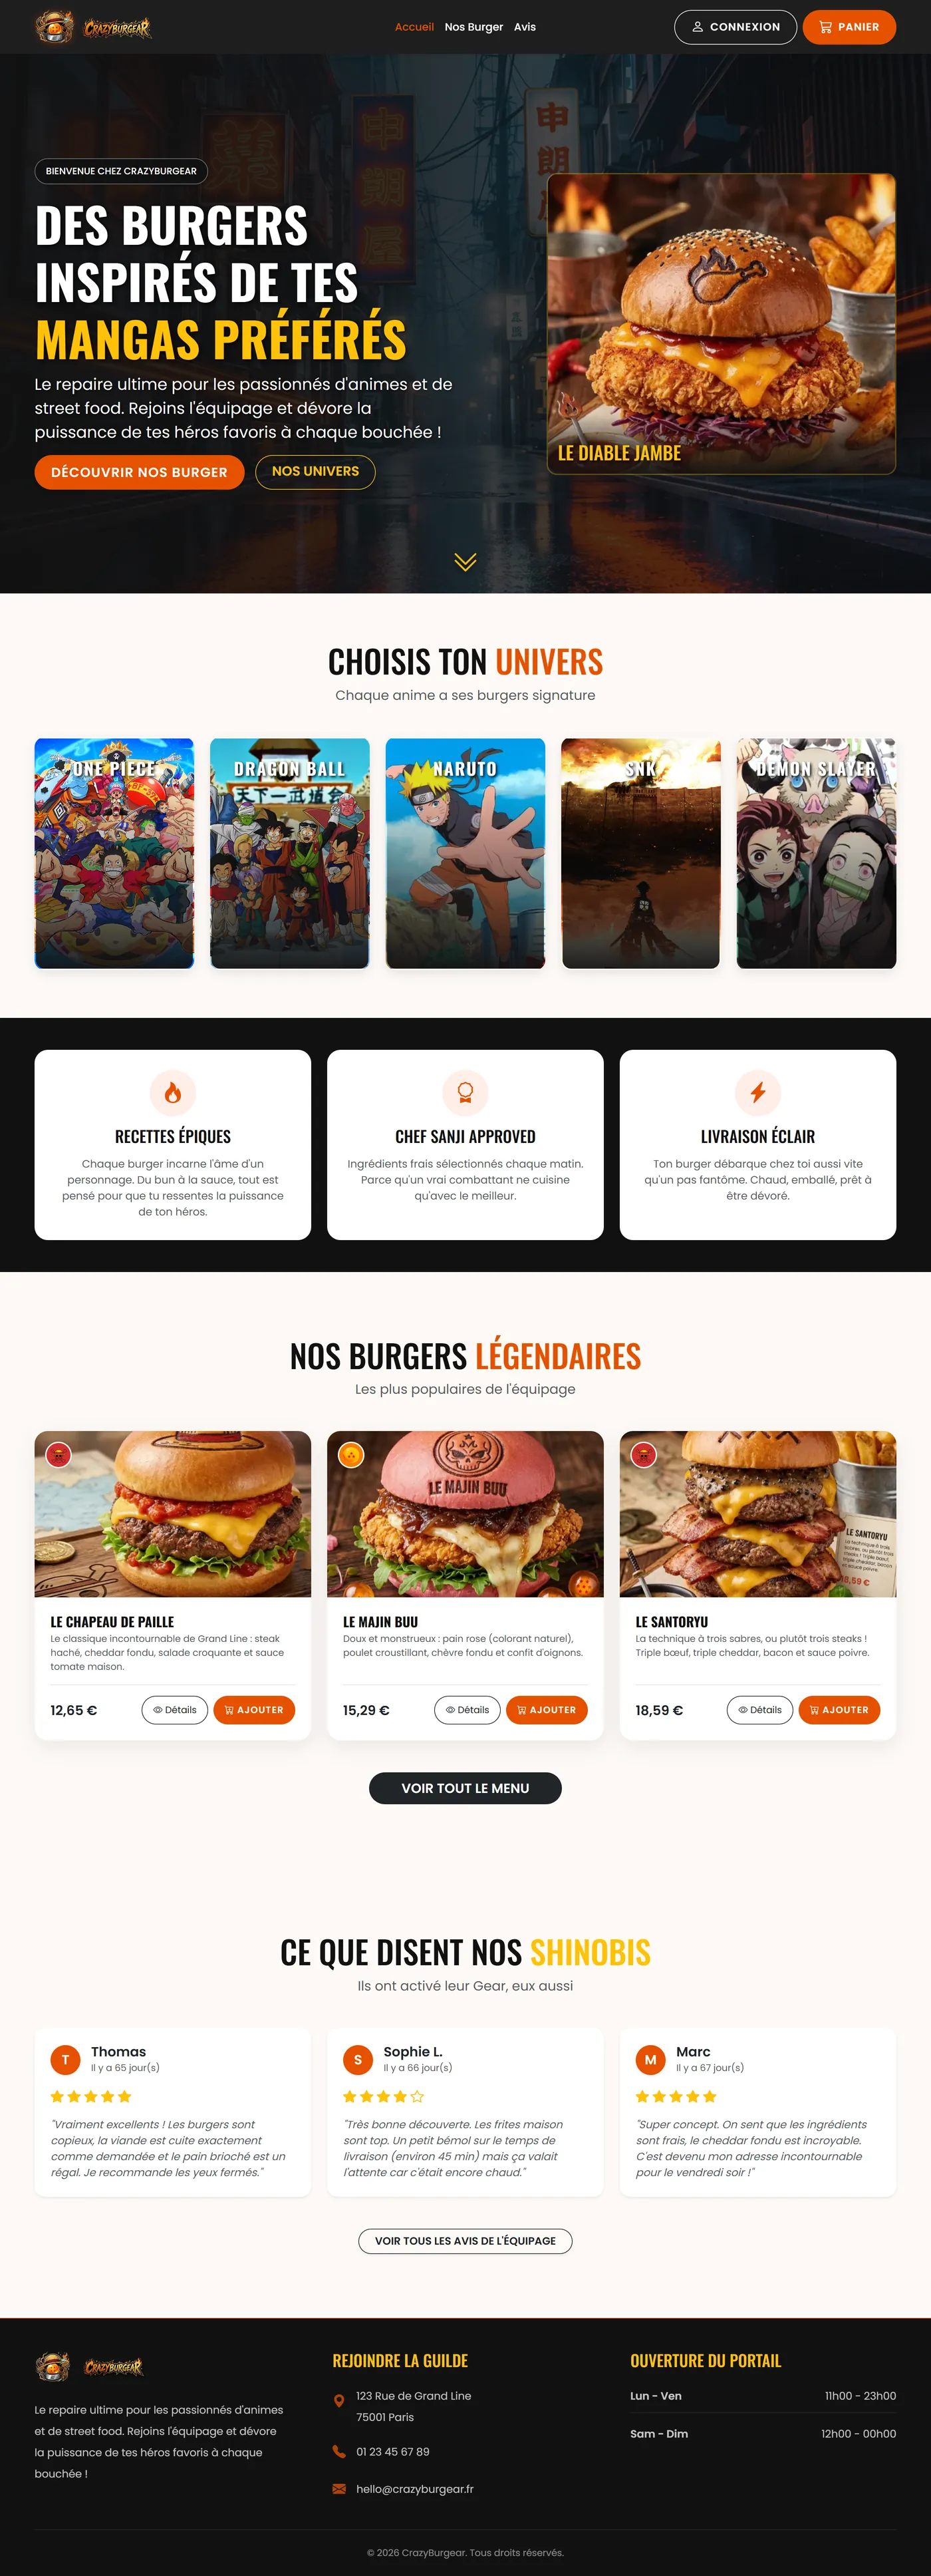 CRAZYBURGEAR
Accueil Nos Burger Avis
CONNEXION
PANIER
申
朗
屋
申
朗
BIENVENUE CHEZ CRAZYBURGEAR
DES BURGERS
INSPIRÉS DE TES
MANGAS PRÉFÉRÉS
Le repaire ultime pour les passionnés d'animes et de
street food. Rejoins l'équipage et dévore la
puissance de tes héros favoris à chaque bouchée !
DÉCOUVRIR NOS BURGER
NOS UNIVERS
LE DIABLE JAMBE
CHOISIS TON UNIVERS
Chaque anime a ses burgers signature
ONE PIECE
DRAGON BALL
天下一武道会
NARUTO
SNK
DEMON SLAYER
RECETTES ÉPIQUES
Chaque burger incarne l'âme d'un
personnage. Du bun à la sauce, tout est
pensé pour que tu ressentes la puissance
de ton héros.
CHEF SANJI APPROVED
Ingrédients frais sélectionnés chaque matin.
Parce qu'un vrai combattant ne cuisine
qu'avec le meilleur.
LIVRAISON ÉCLAIR
Ton burger débarque chez toi aussi vite
qu'un pas fantôme. Chaud, emballé, prêt à
être dévoré.
NOS BURGERS LÉGENDAIRES
Les plus populaires de l'équipage
LE CHAPEAU DE PAILLE
Le classique incontournable de Grand Line : steak
haché, cheddar fondu, salade croquante et sauce
tomate maison.
12,65 €
Détails
AJOUTER
LE MAJIN BUU
LE MAJIN BUU
Doux et monstrueux : pain rose (colorant naturel),
poulet croustillant, chèvre fondu et confit d'oignons.
15,29 €
Détails
AJOUTER
LE SANTORYU
LE SANTORYU
La technique à trois sabres, ou plutôt trois steaks !
Triple bœuf, triple cheddar, bacon et sauce poivre.
18,59 €
Détails
AJOUTER
VOIR TOUT LE MENU
CE QUE DISENT NOS SHINOBIS
Ils ont activé leur Gear, eux aussi
T
Thomas
Il y a 65 jour(s)
"Vraiment excellents ! Les burgers sont
copieux, la viande est cuite exactement
comme demandée et le pain brioché est un
régal. Je recommande les yeux fermés."
S
Sophie L.
Il y a 66 jour(s)
"Très bonne découverte. Les frites maison
sont top. Un petit bémol sur le temps de
livraison (environ 45 min) mais ça valait
l'attente car c'était encore chaud."
M
Marc
Il y a 67 jour(s)
"Super concept. On sent que les ingrédients
sont frais, le cheddar fondu est incroyable.
C'est devenu mon adresse incontournable
pour le vendredi soir !"
VOIR TOUS LES AVIS DE L'ÉQUIPAGE
CRAZYBURGEAR
Le repaire ultime pour les passionnés d'animes
et de street food. Rejoins l'équipage et dévore
la puissance de tes héros favoris à chaque
bouchée !
REJOINDRE LA GUILDE
123 Rue de Grand Line
75001 Paris
01 23 45 67 89
hello@crazyburgear.fr
OUVERTURE DU PORTAIL
Lun - Ven 11h00 - 23h00
Sam - Dim 12h00 - 00h00
© 2026 CrazyBurgear. Tous droits réservés.